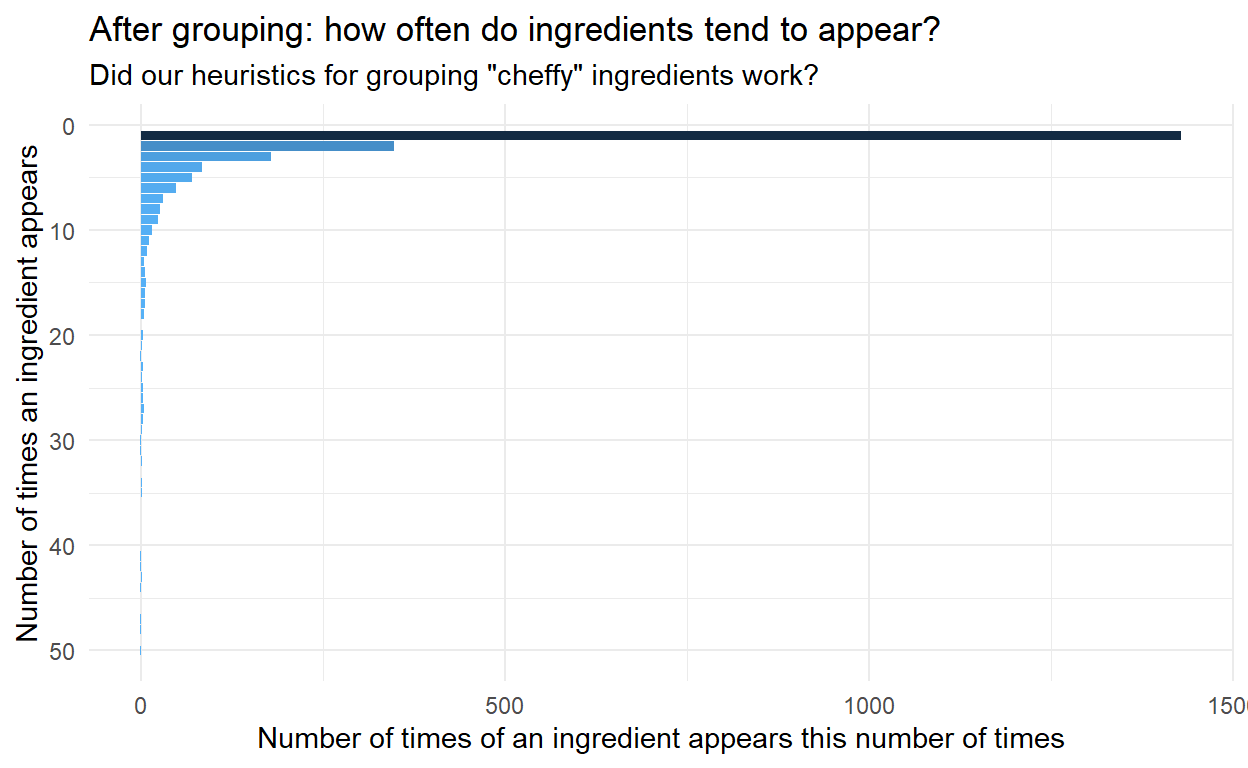 After grouping: how often do ingredients tend to appear?
Did our heuristics for grouping "cheffy" ingredients work?
Number of times an ingredient appears
0
10
20
30
40
50
0
500
1000
150
Number of times of an ingredient appears this number of times